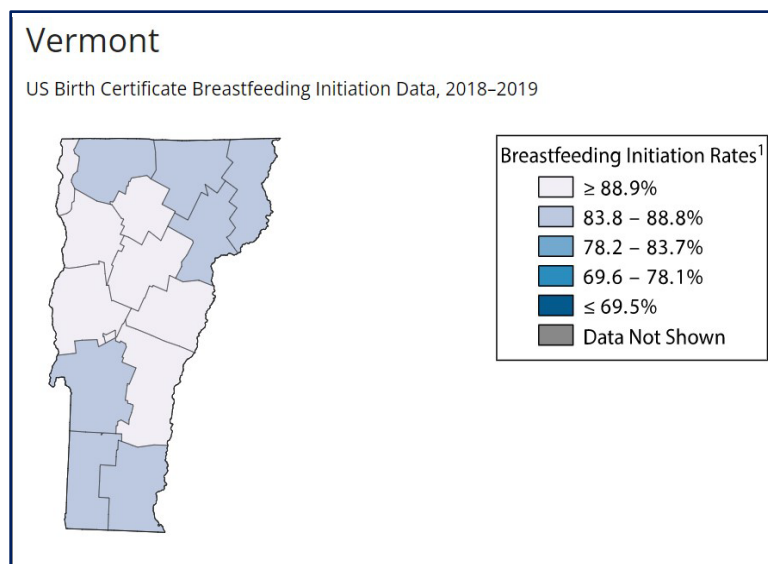 Vermont
US Birth Certificate Breastfeeding Initiation Data, 2018–2019
Breastfeeding Initiation Rates¹
≥ 88.9%
83.8 – 88.8%
78.2 – 83.7%
69.6 – 78.1%
≤ 69.5%
Data Not Shown